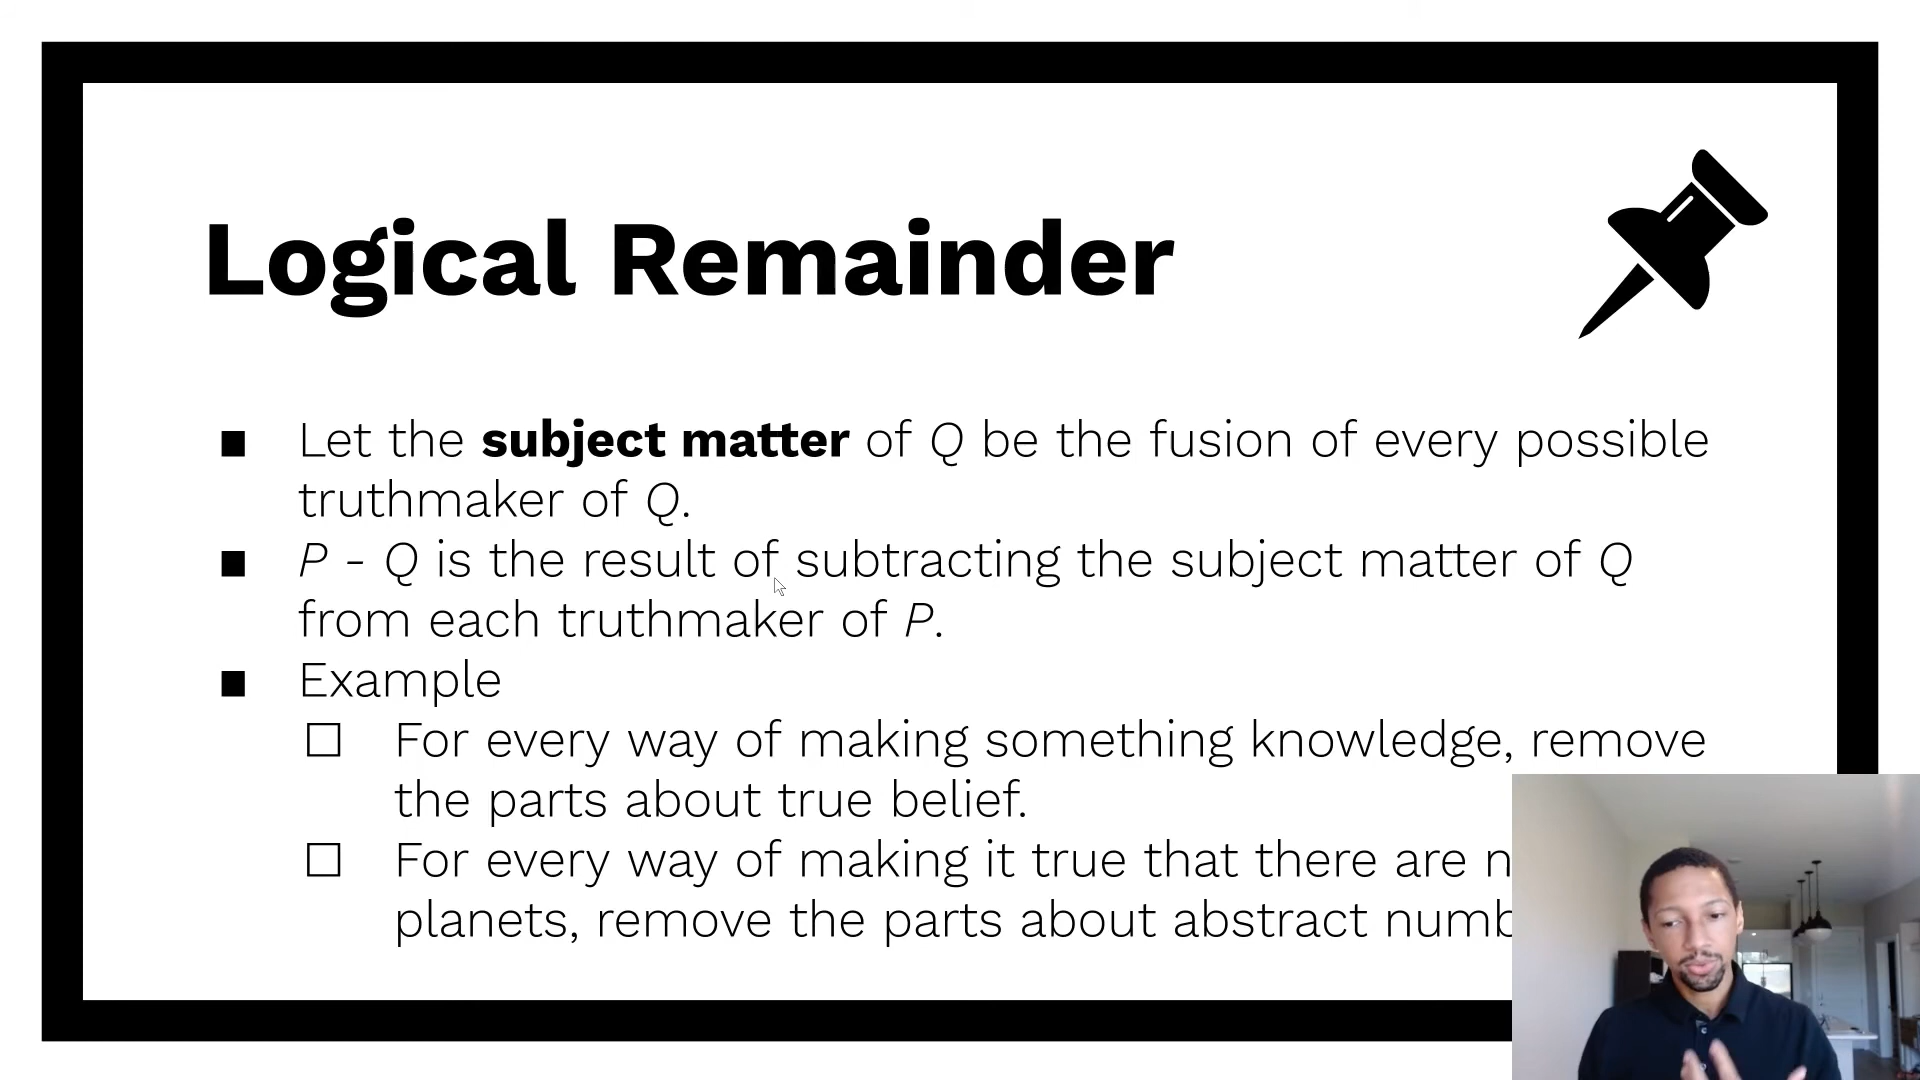 Logical Remainder
■ Let the subject matter of Q be the fusion of every possible
truthmaker of Q.
■ P - Q is the result of subtracting the subject matter of Q
from each truthmaker of P.
■ Example
☐ For every way of making something knowledge, remove
the parts about true belief.
☐ For every way of making it true that there are
planets, remove the parts about abstract